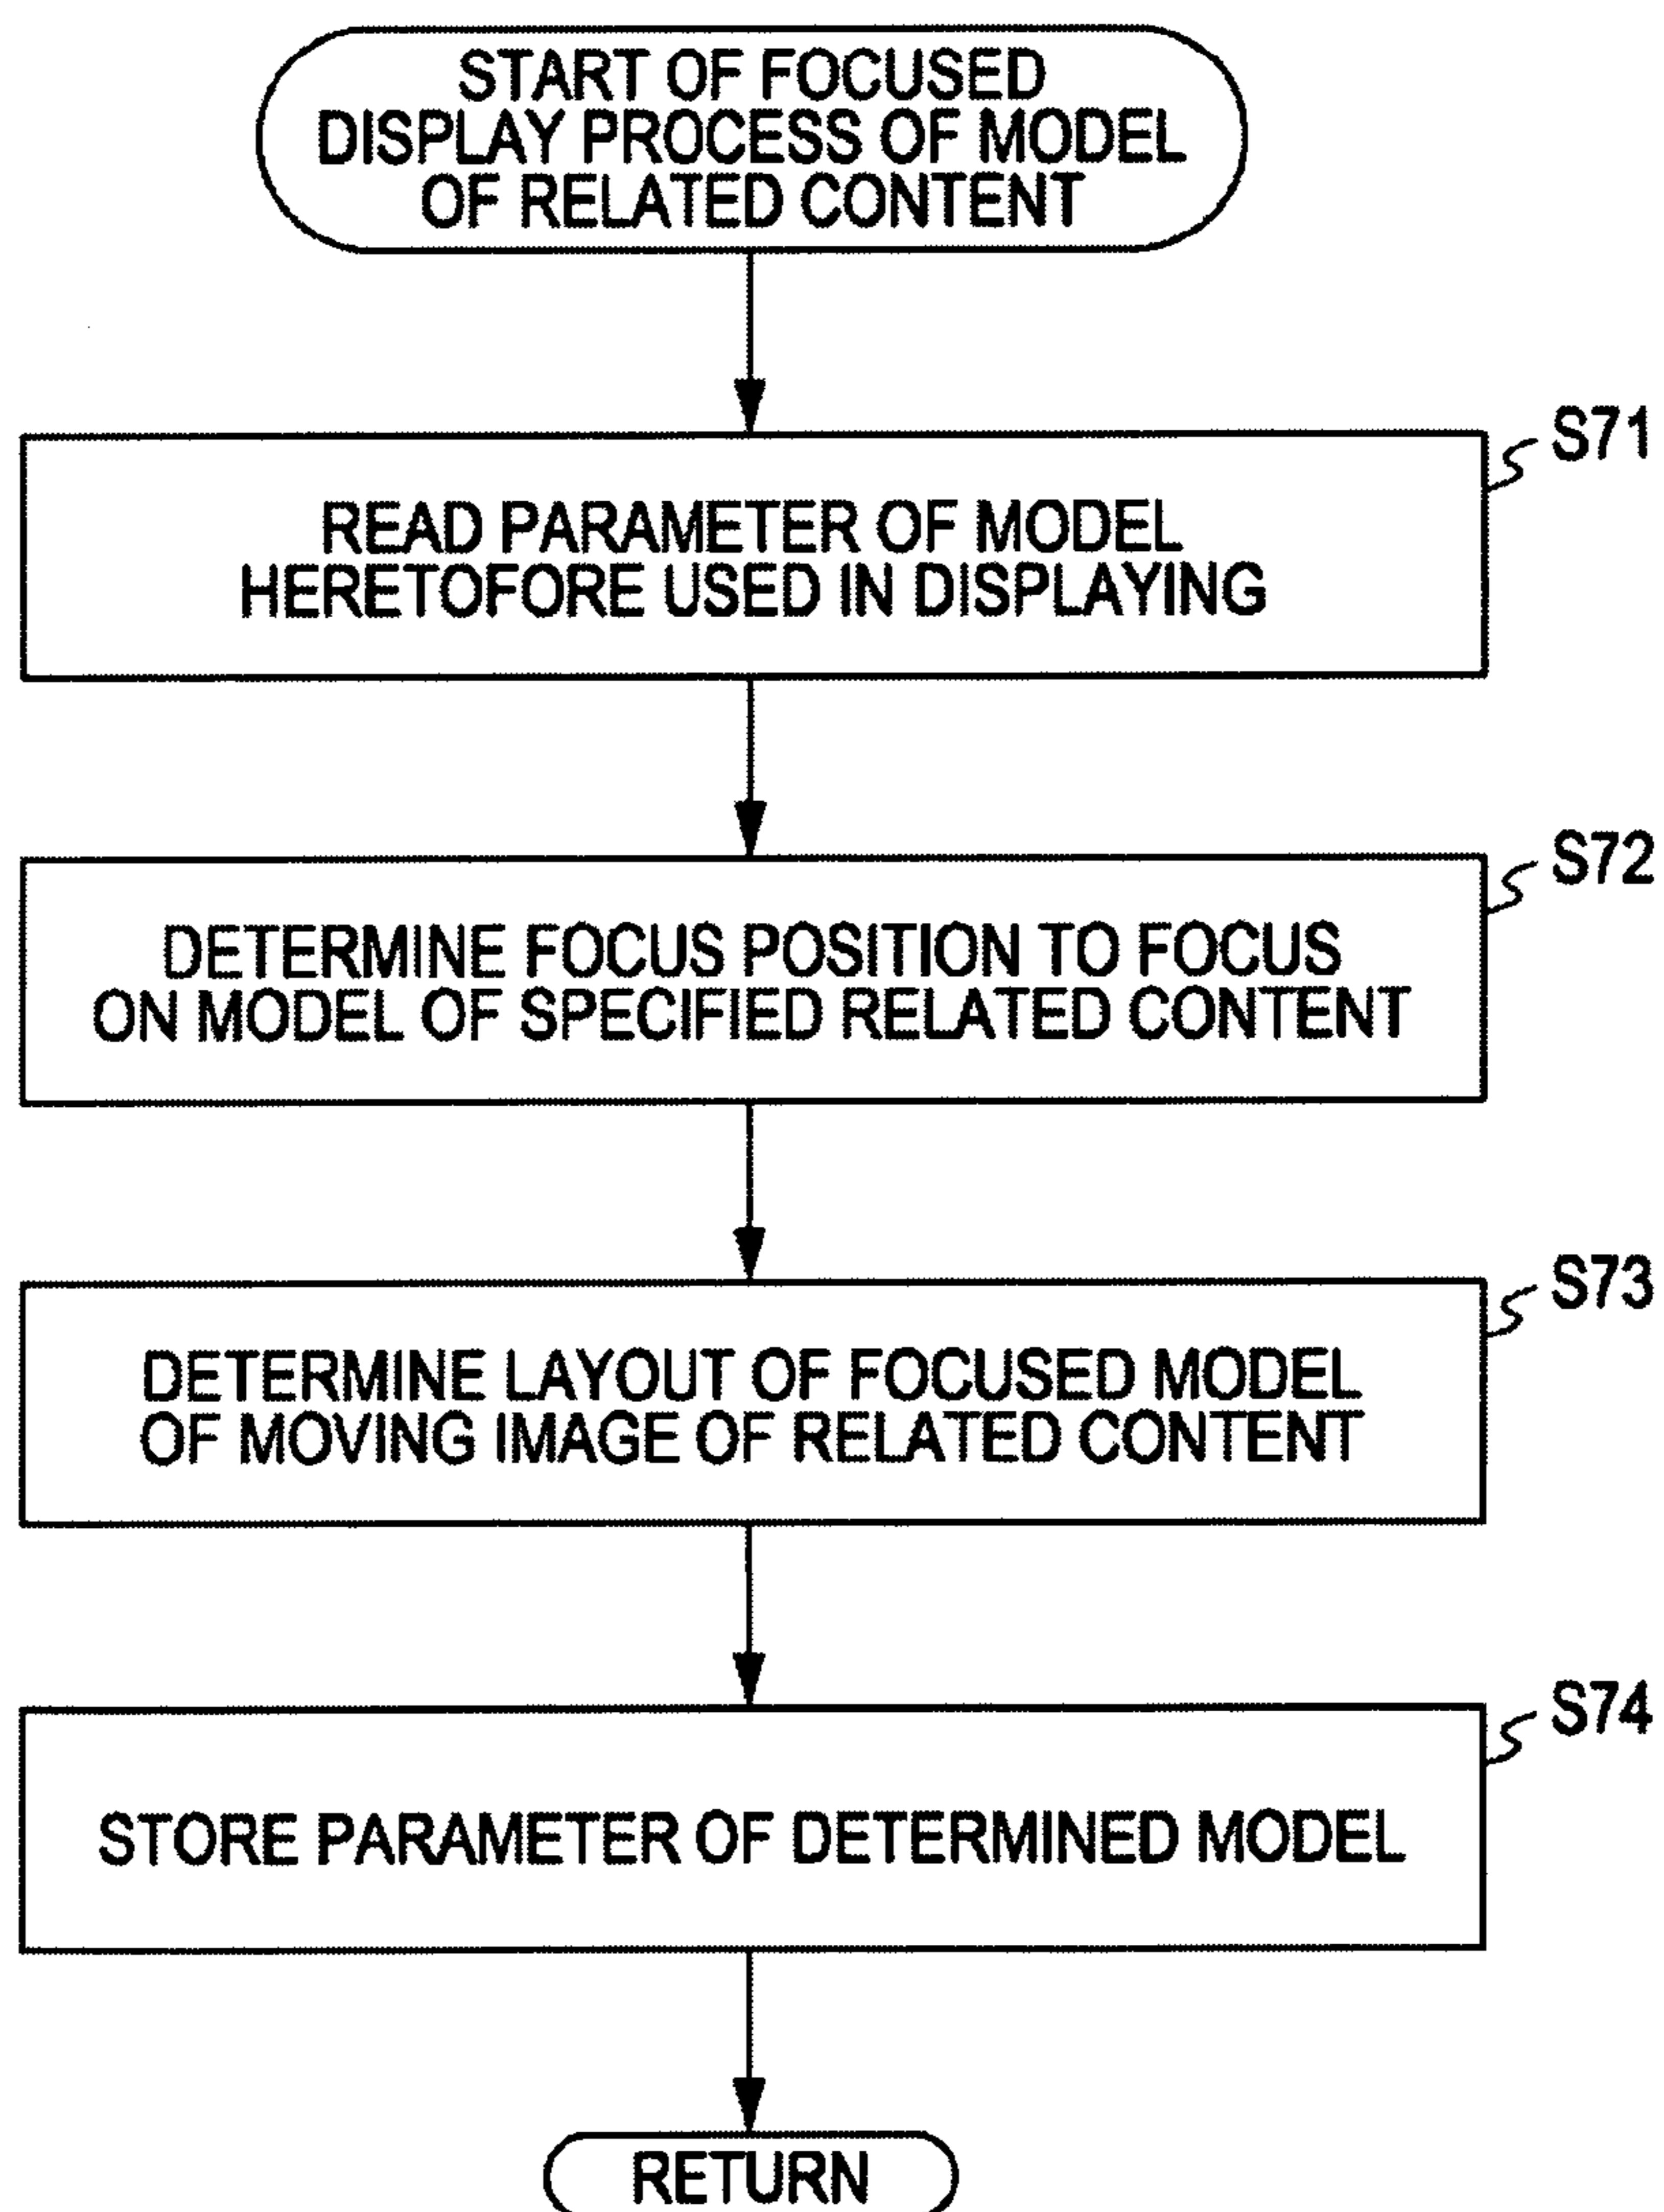 START OF FOCUSED
DISPLAY PROCESS OF MODEL
OF RELATED CONTENT
S71
READ PARAMETER OF MODEL
HERETOFORE USED IN DISPLAYING
S72
DETERMINE FOCUS POSITION TO FOCUS
ON MODEL OF SPECIFIED RELATED CONTENT
S73
DETERMINE LAYOUT OF FOCUSED MODEL
OF MOVING IMAGE OF RELATED CONTENT
S74
STORE PARAMETER OF DETERMINED MODEL
RETURN